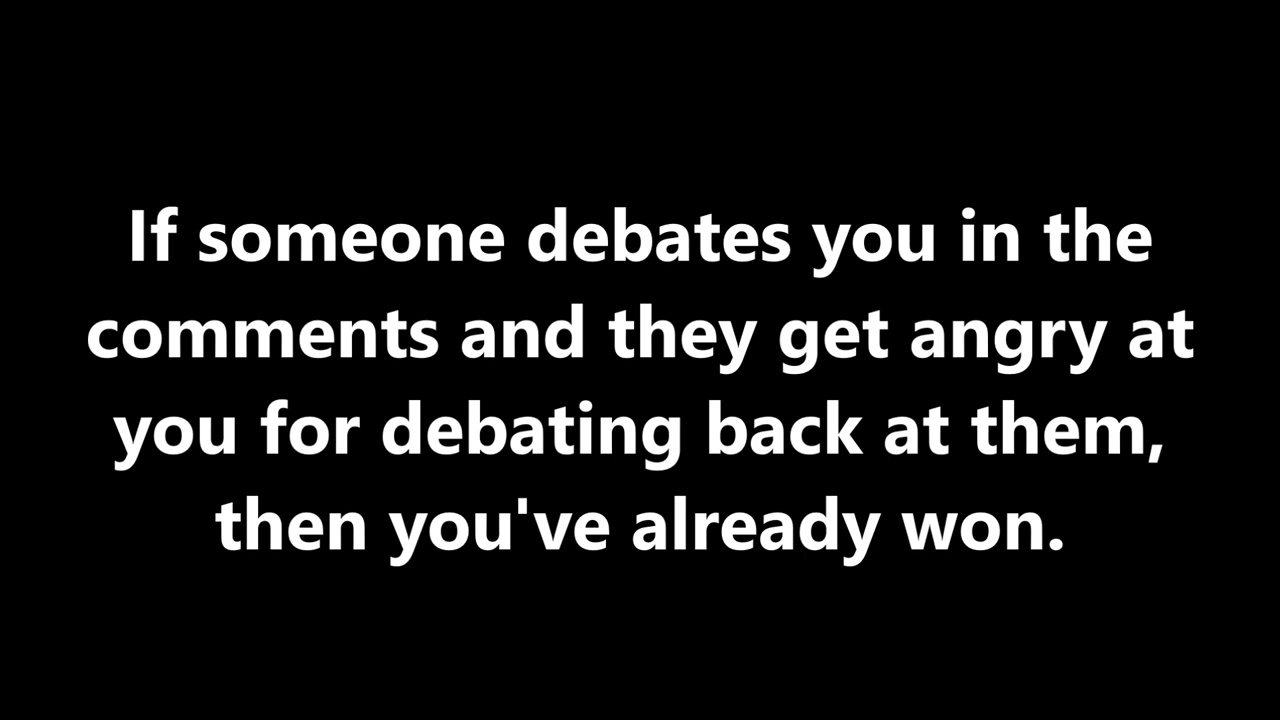 If someone debates you in the
comments and they get angry at
you for debating back at them,
then you've already won.